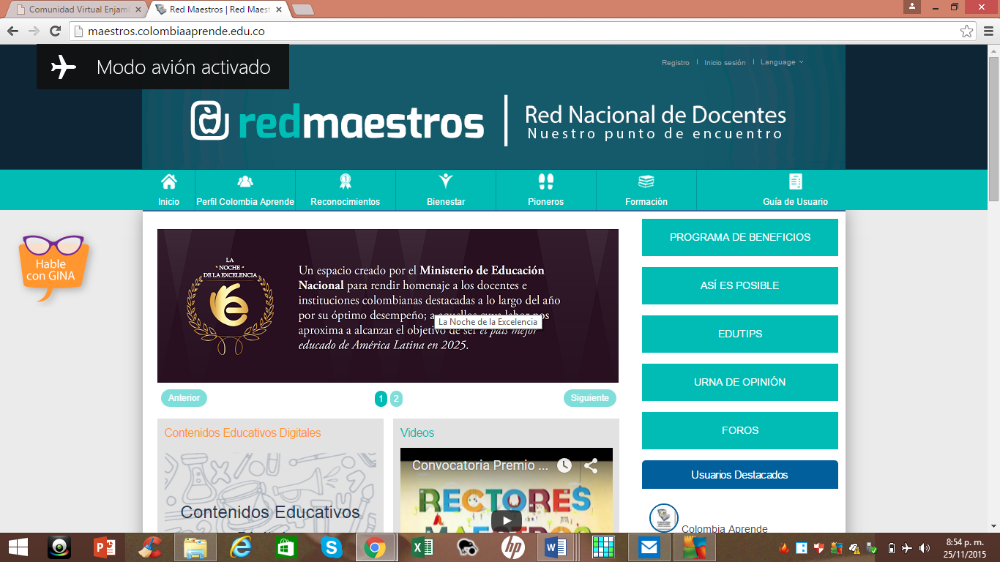 Comunidad Virtual Enjam
Red Maestros | Red Maest
maestros.colombiaaprende.edu.co
Modo avión activado
Registro | Inicio sesión | Language
redmaestros
Red Nacional de Docentes
Nuestro punto de encuentro
Inicio
Perfil Colombia Aprende
Reconocimientos
Bienestar
Pioneros
Formación
Guía de Usuario
Hable
con GINA
LA
NOCHE
DE LA EXCELENCIA
Un espacio creado por el Ministerio de Educación
Nacional para rendir homenaje a los docentes e
instituciones colombianas destacadas a lo largo del año
por su óptimo desempeño; a nos
La Noche de la Excelencia
aproxima a alcanzar el objetivo de ser el país mejor
educado de América Latina en 2025.
Anterior
1
2
Siguiente
PROGRAMA DE BENEFICIOS
ASÍ ES POSIBLE
EDUTIPS
URNA DE OPINIÓN
FOROS
Usuarios Destacados
Colombia Aprende
Contenidos Educativos Digitales
Contenidos Educativos
Videos
Convocatoria Premio ...
RECTORES
MAESTROS
8:54 p. m.
25/11/2015